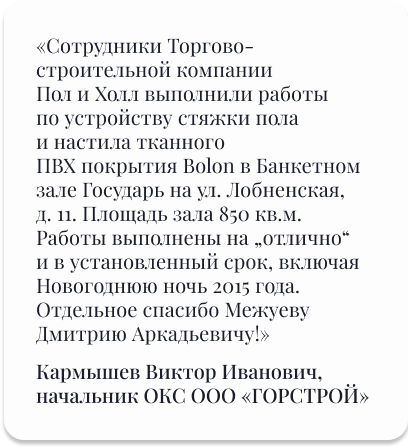 «Сотрудники Торгово-
строительной компании
Пол и Холл выполнили работы
по устройству стяжки пола
и настила тканного
ПВХ покрытия Bolon в Банкетном
зале Государь на ул. Лобненская,
д. 11. Площадь зала 850 кв.м.
Работы выполнены на „отлично“
и в установленный срок, включая
Новогоднюю ночь 2015 года.
Отдельное спасибо Межуеву
Дмитрию Аркадьевичу!»
Кармышев Виктор Иванович,
начальник ОКС ООО «ГОРСТРОЙ»